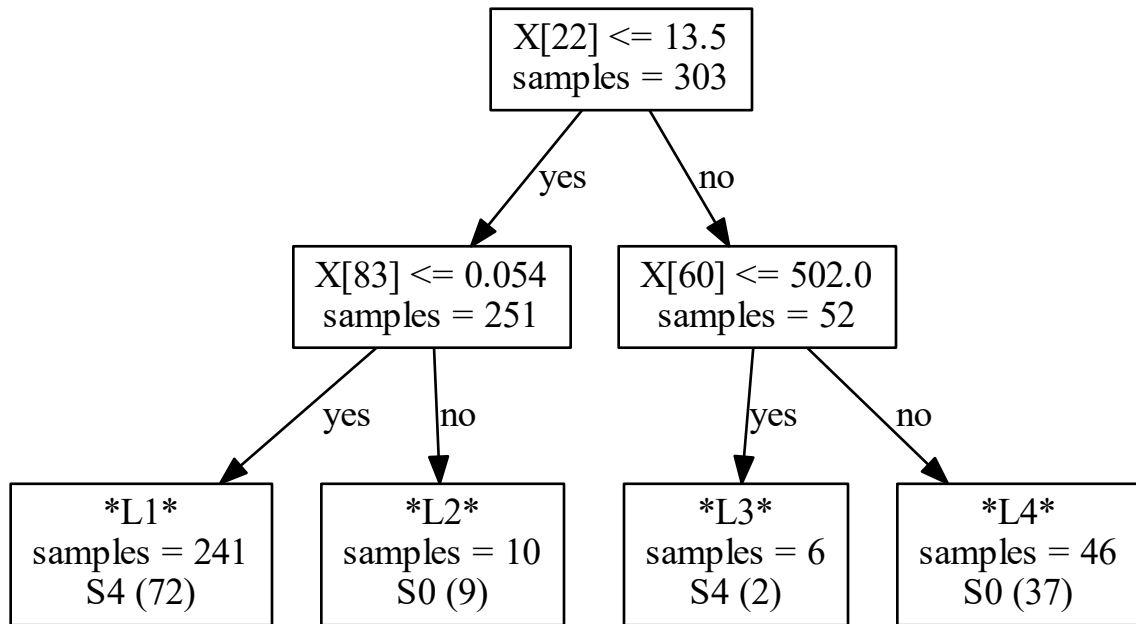 X[22] <= 13.5
samples = 303
yes
no
X[83] <= 0.054
samples = 251
X[60] <= 502.0
samples = 52
yes
no
yes
no
*L1*
samples = 241
S4 (72)
*L2*
samples = 10
S0 (9)
*L3*
samples = 6
S4 (2)
*L4*
samples = 46
S0 (37)